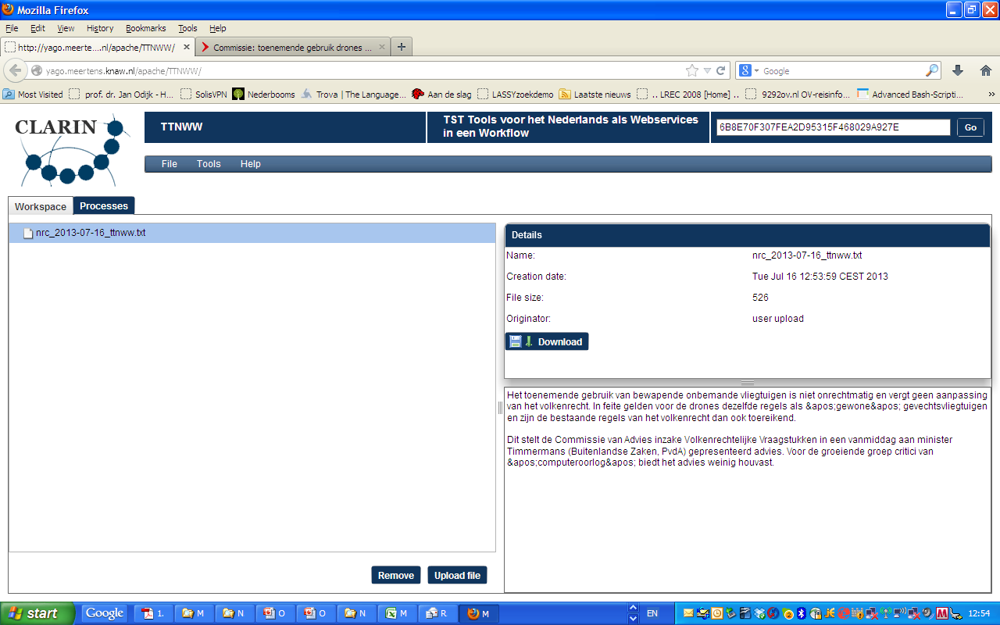 Mozilla Firefox
File Edit View History Bookmarks Tools Help
http://yago.meerte....nl/apache/TTNWW/ Commissie: toenemende gebruik drones ...
yago.meertens.knaw.nl/apache/TTNWW/ Google
Most Visited prof. dr. Jan Odijk - H... SolisVPN Nederbooms Trova | The Language... Aan de slag LASSYzoekdemo Laatste nieuws .. LREC 2008 [Home] .. 9292ov.nl OV-reisinfo... Advanced Bash-Scripti... »
CLARIN
TTNWW
TST Tools voor het Nederlands als Webservices
in een Workflow
6B8E70F307FEA2D95315F468029A927E Go
File Tools Help
Workspace Processes
nrc_2013-07-16_ttnww.txt
Details
Name: nrc_2013-07-16_ttnww.txt
Creation date: Tue Jul 16 12:53:59 CEST 2013
File size: 526
Originator: user upload
Download
Het toenemende gebruik van bewapende onbemande vliegtuigen is niet onrechtmatig en vergt geen aanpassing
van het volkenrecht. In feite gelden voor de drones dezelfde regels als &apos;gewone&apos; gevechtsvliegtuigen
en zijn de bestaande regels van het volkenrecht dan ook toereikend.
Dit stelt de Commissie van Advies inzake Volkenrechtelijke Vraagstukken in een vanmiddag aan minister
Timmermans (Buitenlandse Zaken, PvdA) gepresenteerd advies. Voor de groeiende groep critici van
&apos;computeroorlog&apos; biedt het advies weinig houvast.
Remove Upload file
start Google 1. M N O O N M R M EN 12:54